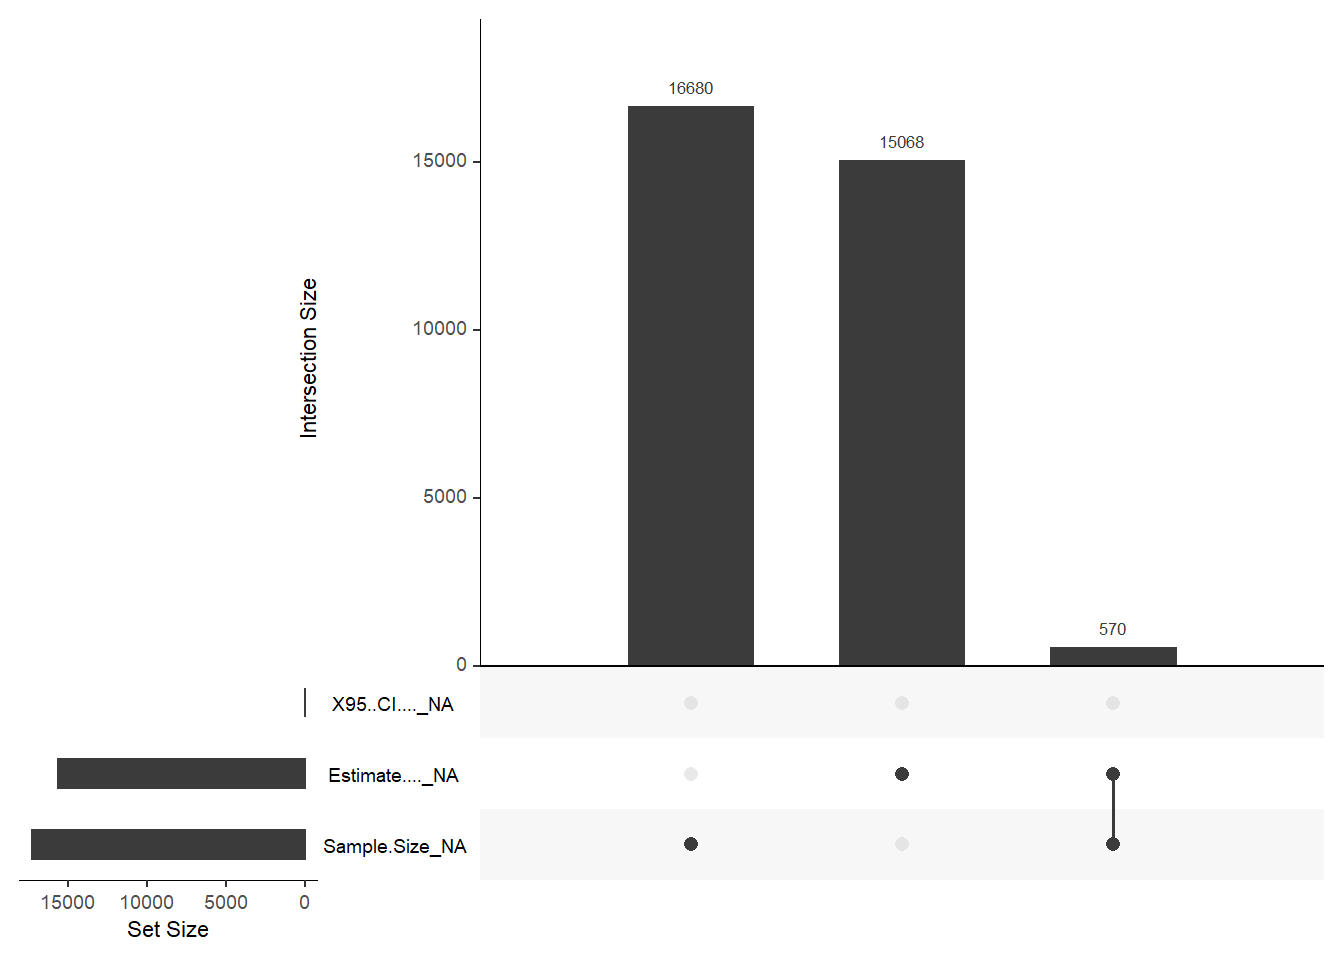 16680
15068
15000
Intersection Size
10000
5000
570
0
X95..CI...._NA
Estimate...._NA
Sample.Size_NA
15000 10000 5000 0
Set Size